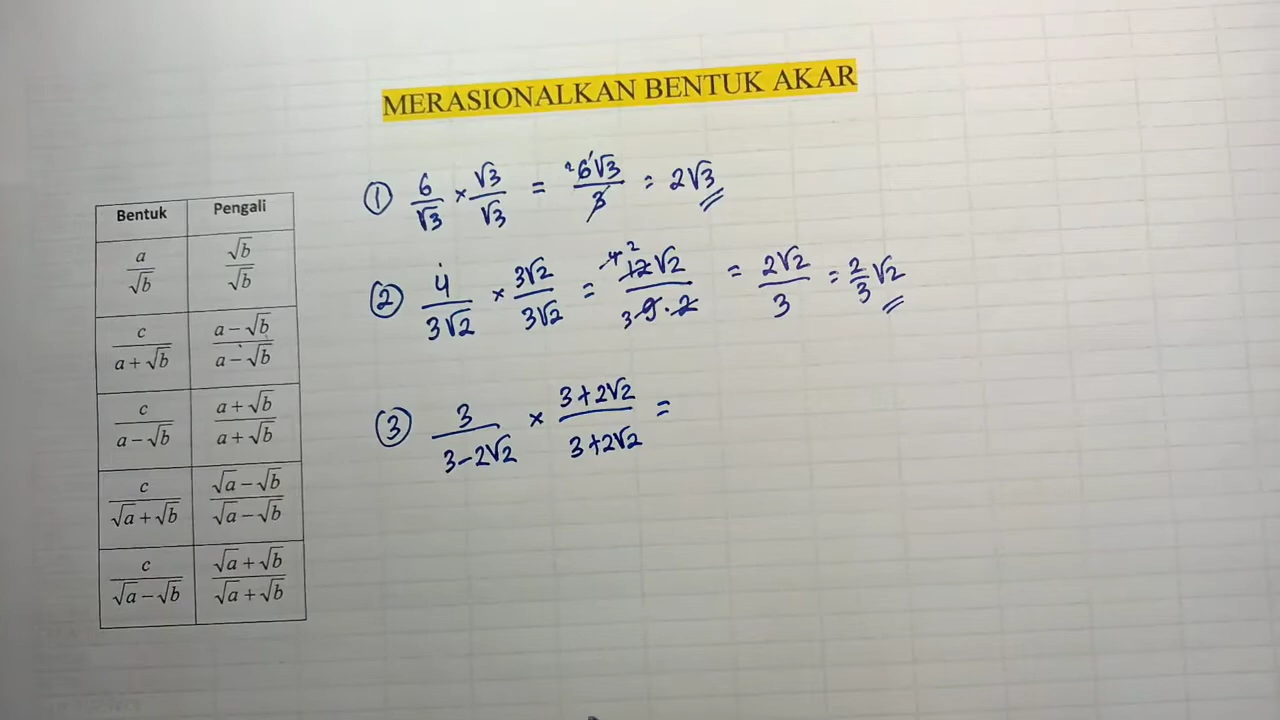 MERASIONALKAN BENTUK AKAR
Bentuk Pengali
a/√b √b/√b
c/(a+√b) (a−√b)/(a−√b)
c/(a−√b) (a+√b)/(a+√b)
c/(√a+√b) (√a−√b)/(√a−√b)
c/(√a−√b) (√a+√b)/(√a+√b)
① 6/√3 × √3/√3 = 6√3/3 = 2√3
② 4/3√2 × 3√2/3√2 = 12√2/9·2 = 2√2/3 = 2/3 √2
③ 3/(3−2√2) × (3+2√2)/(3+2√2) =